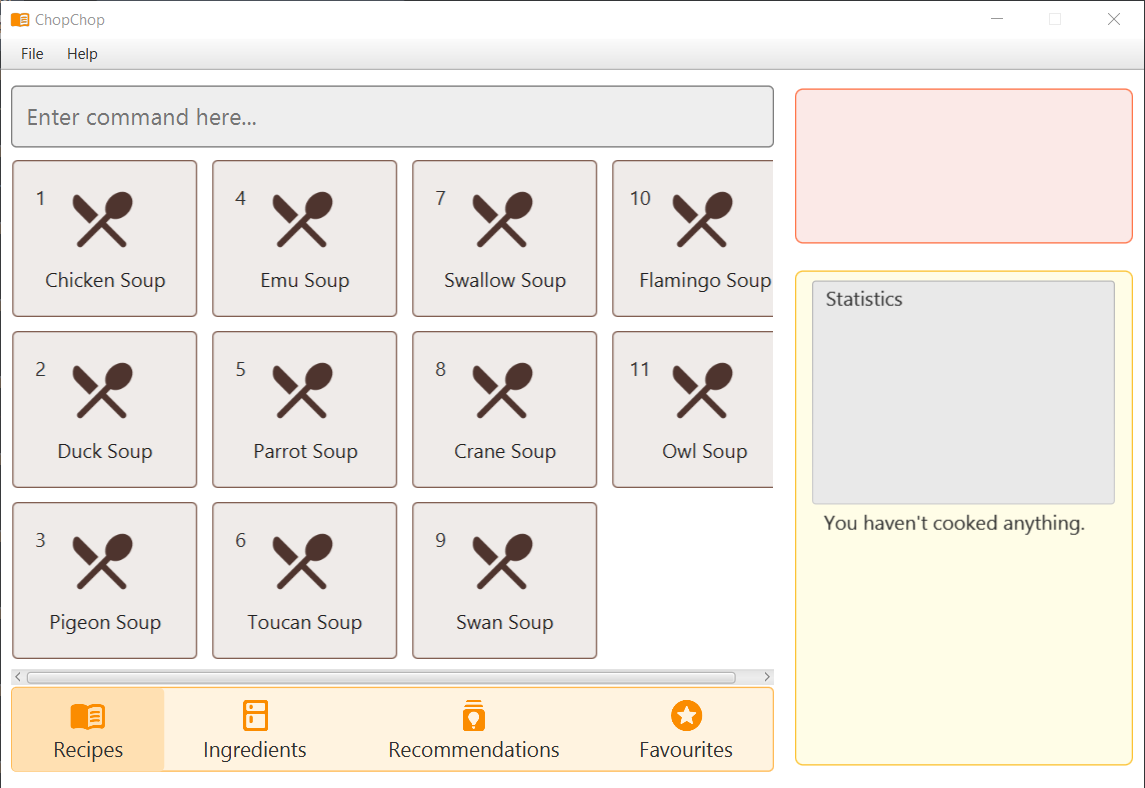 ChopChop
File Help
Enter command here...
1 4 7 10
Chicken Soup Emu Soup Swallow Soup Flamingo Soup
2 5 8 11
Duck Soup Parrot Soup Crane Soup Owl Soup
3 6 9
Pigeon Soup Toucan Soup Swan Soup
Recipes Ingredients Recommendations Favourites
Statistics
You haven't cooked anything.